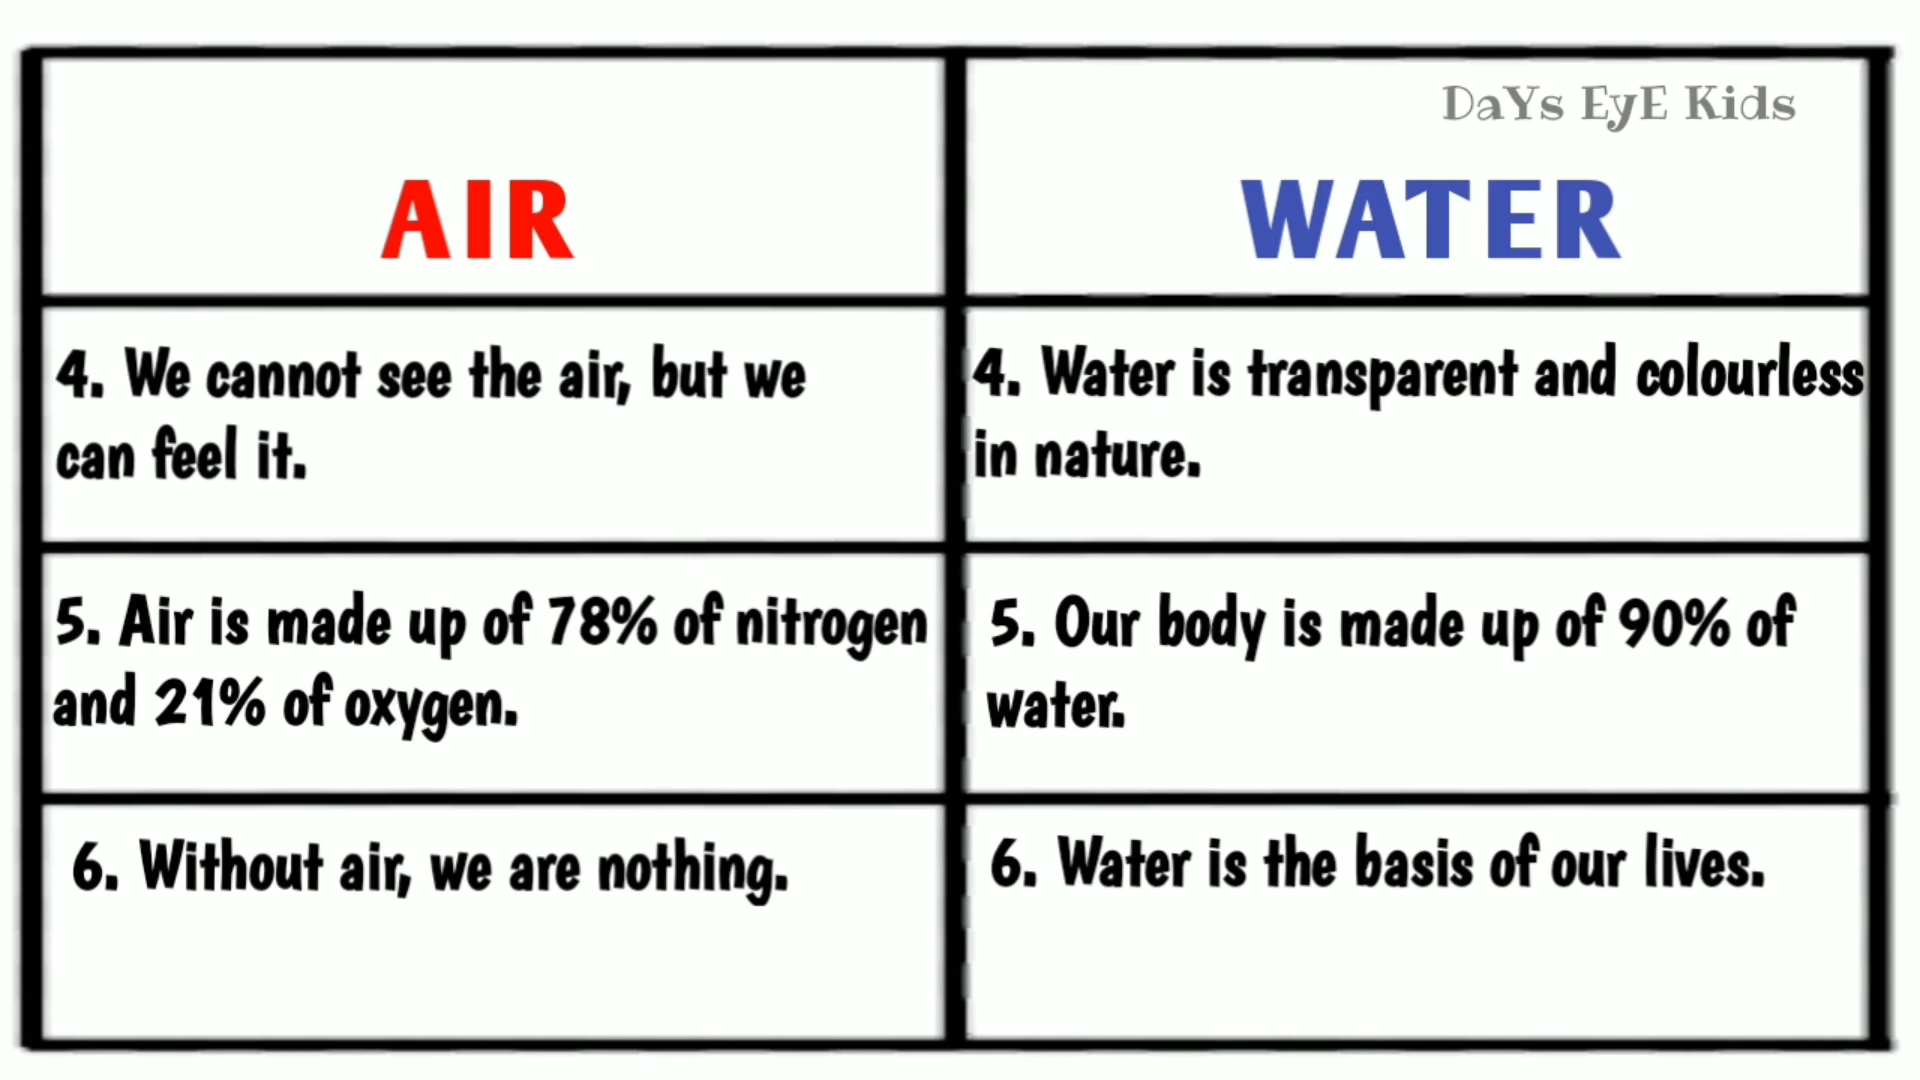 DaYs EyE Kids
AIR
WATER
4. We cannot see the air, but we
can feel it.
4. Water is transparent and colourless
in nature.
5. Air is made up of 78% of nitrogen
and 21% of oxygen.
5. Our body is made up of 90% of
water.
6. Without air, we are nothing.
6. Water is the basis of our lives.